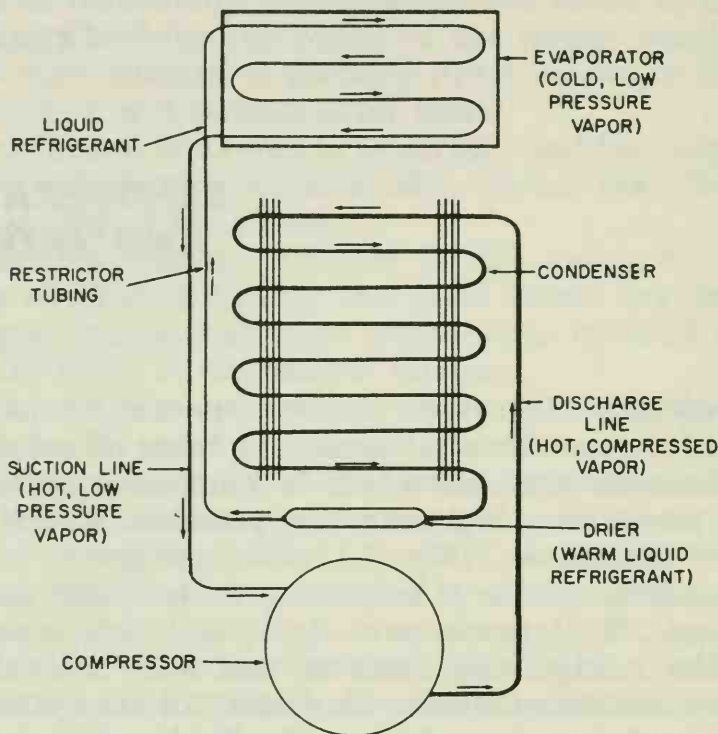 EVAPORATOR
(COLD, LOW
PRESSURE
VAPOR)
LIQUID
REFRIGERANT
RESTRICTOR
TUBING
CONDENSER
DISCHARGE
LINE
(HOT, COMPRESSED
VAPOR)
SUCTION LINE
(HOT, LOW
PRESSURE
VAPOR)
DRIER
(WARM LIQUID
REFRIGERANT)
COMPRESSOR